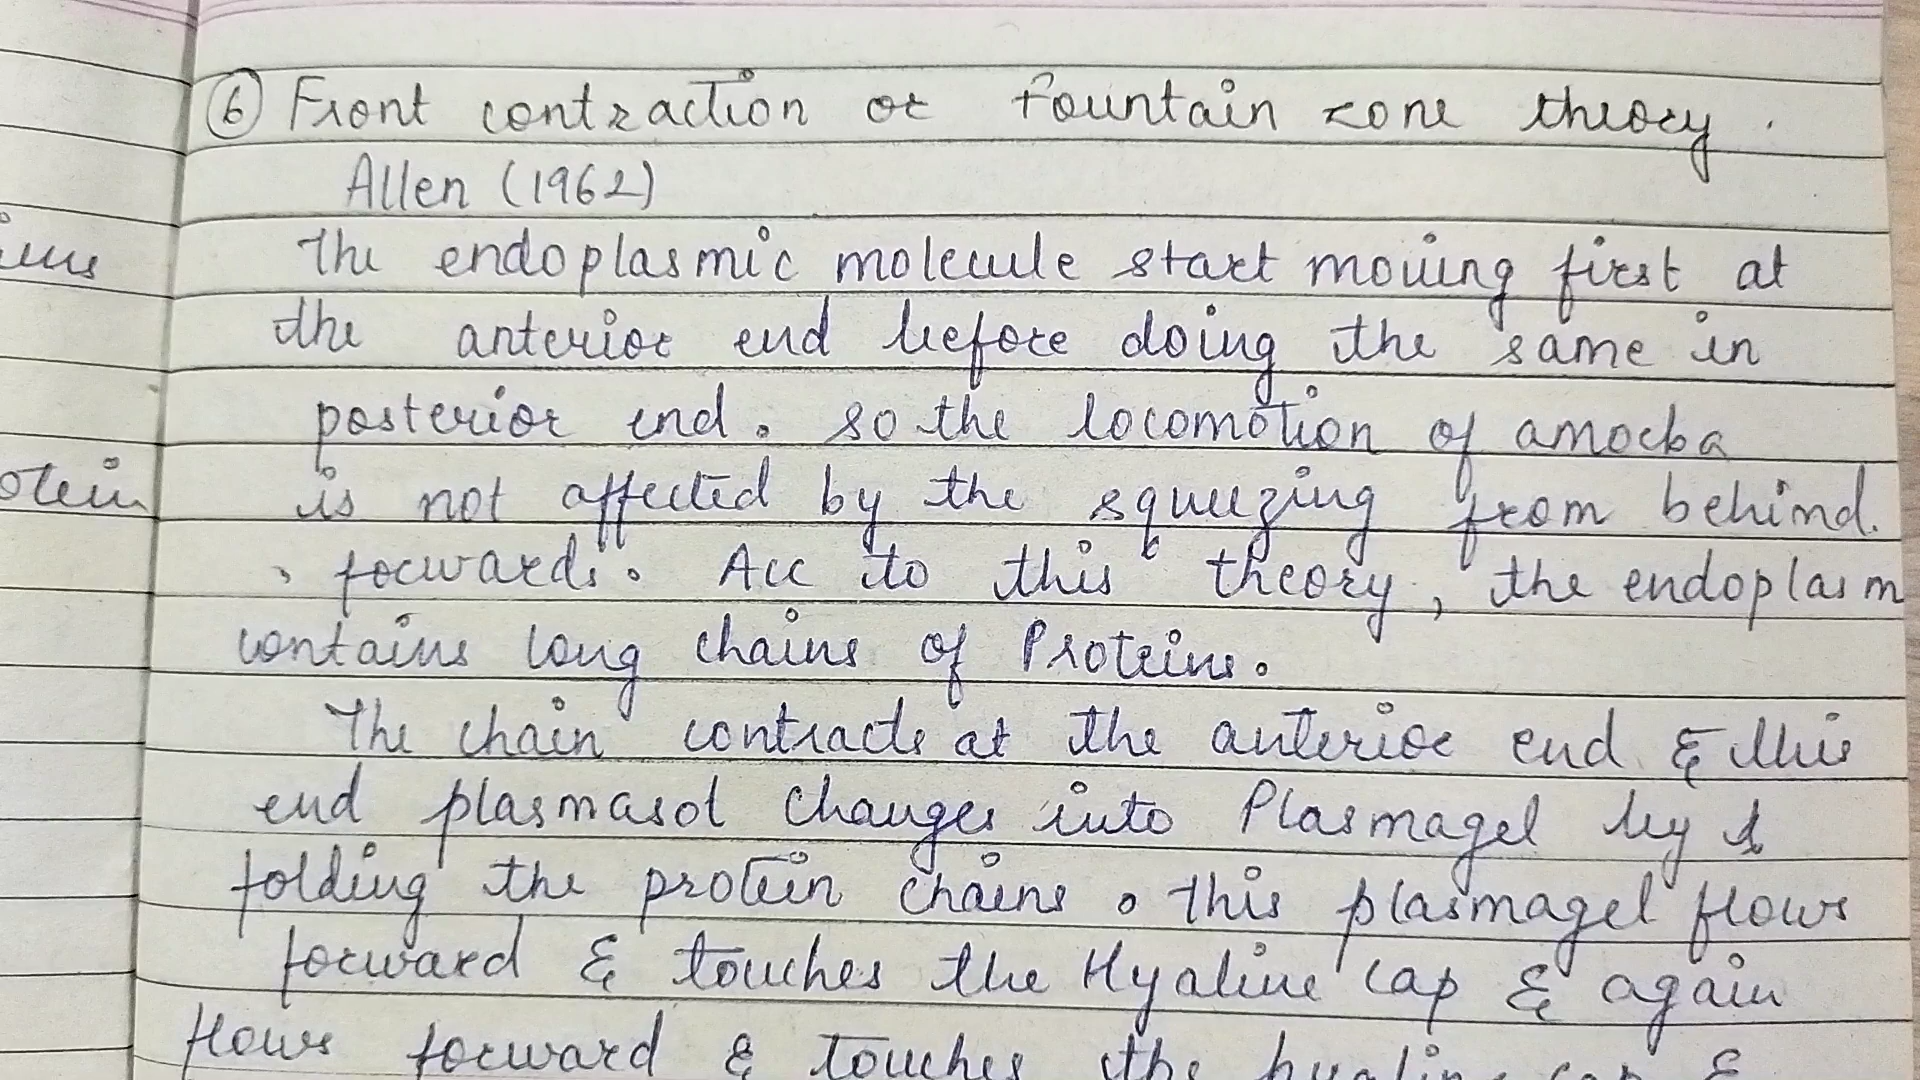 ⑥ Front contraction or fountain zone theory.
Allen (1962)
The endoplasmic molecule start moving first at
the anterior end before doing the same in
posterior end. so the locomotion of amoeba
is not affected by the squeezing from behind.
forwards. Acc to this theory, the endoplasm
contains long chains of Proteins.
The chain contracts at the anterior end & this
end plasmasol changes into Plasmagel by
folding the protein chains. This plasmagel flows
forward & touches the Hyaline cap & again
flows forward & touches the hyaline cap &